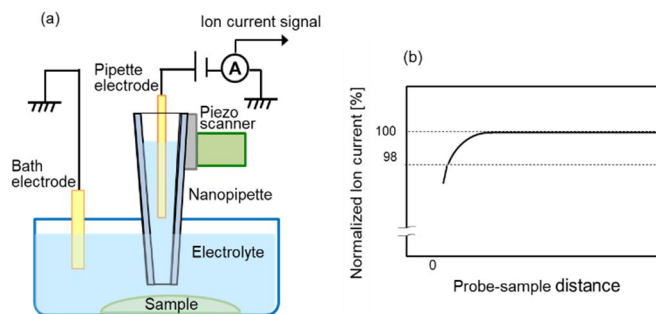 (a)
Ion current signal
Pipette
electrode
A
Piezo
scanner
Bath
electrode
Nanopipette
Electrolyte
Sample
(b)
Normalized Ion current [%]
100
98
0
Probe-sample distance